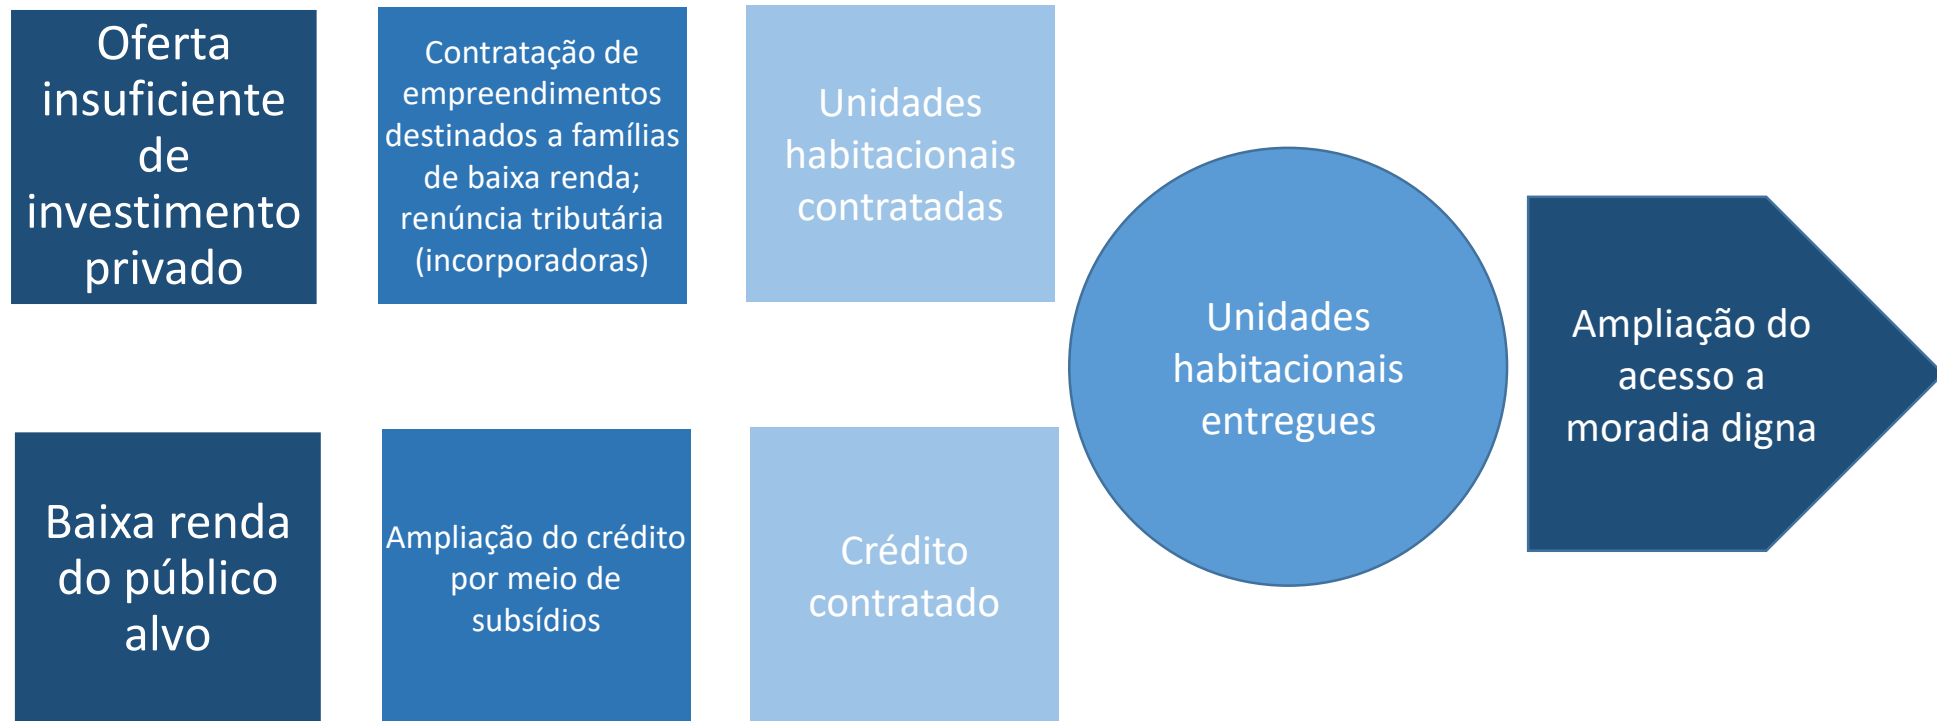 Oferta
insuficiente
de
investimento
privado
Contratação de
empreendimentos
destinados a famílias
de baixa renda;
renúncia tributária
(incorporadoras)
Unidades
habitacionais
contratadas
Unidades
habitacionais
entregues
Ampliação do
acesso a
moradia digna
Baixa renda
do público
alvo
Ampliação do crédito
por meio de
subsídios
Crédito
contratado